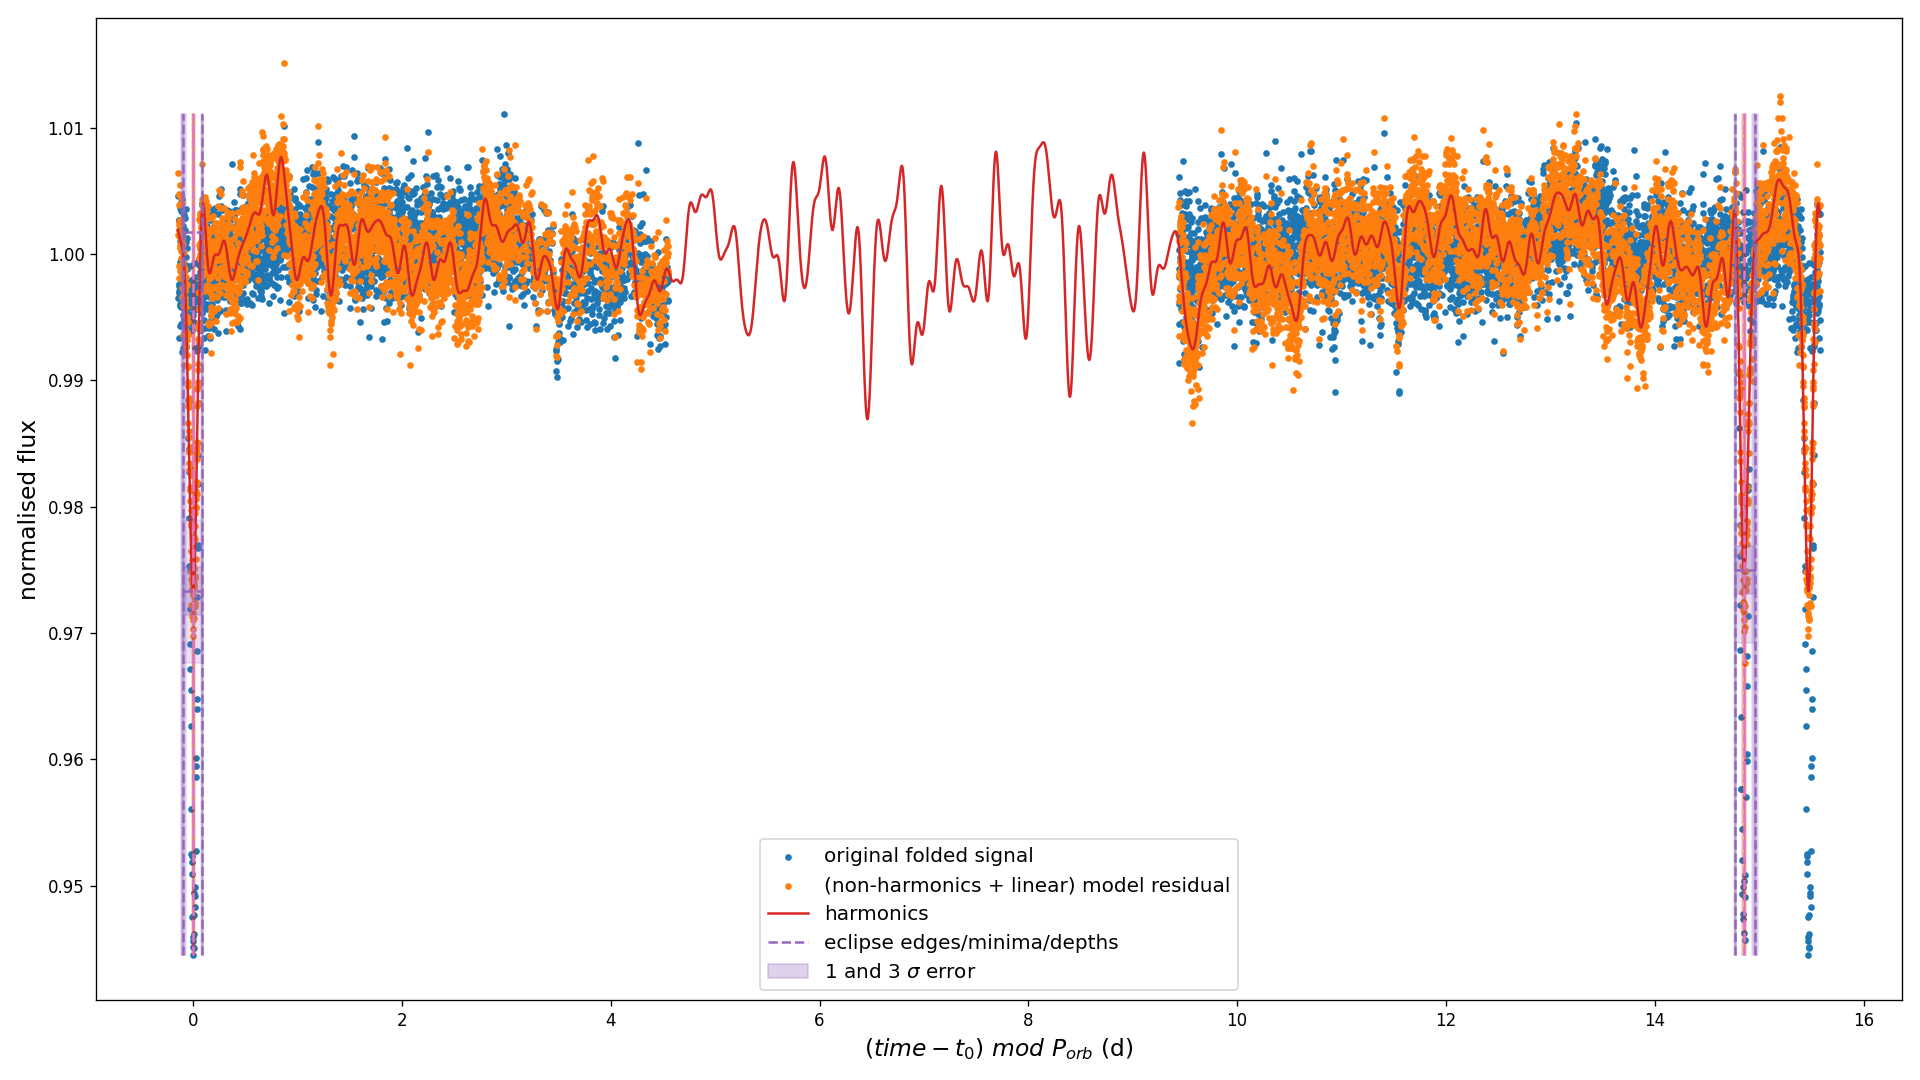 normalised flux
1.01
1.00
0.99
0.98
0.97
0.96
0.95
original folded signal
(non-harmonics + linear) model residual
harmonics
eclipse edges/minima/depths
1 and 3 σ error
0 2 4 6 8 10 12 14 16
(time − t₀) mod Pₒᵣb (d)